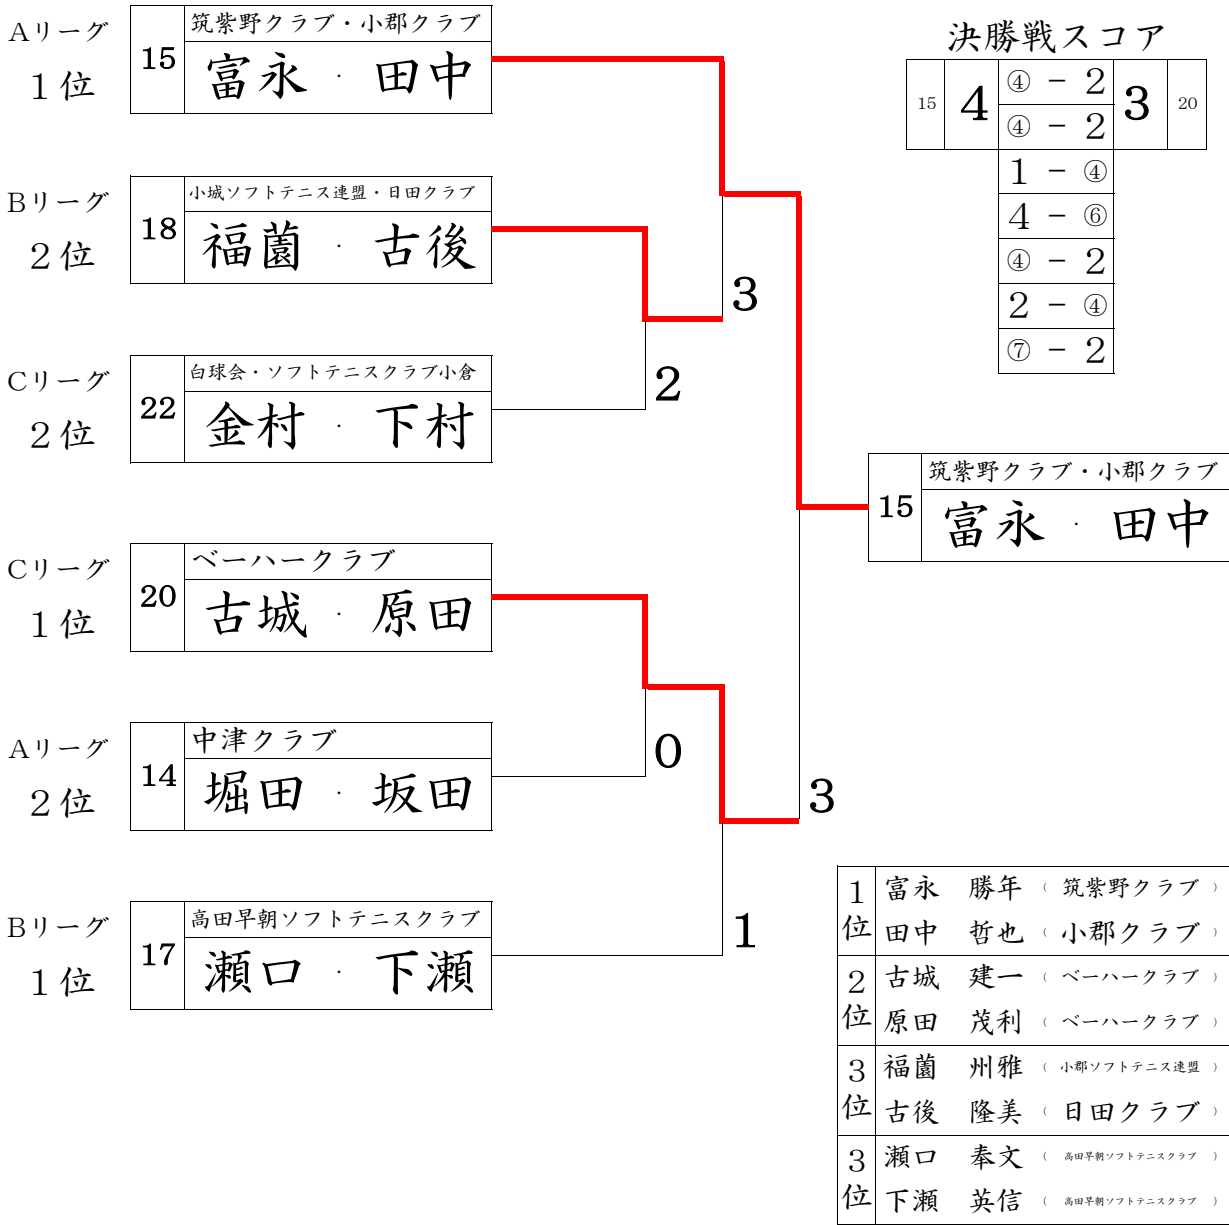 Aリーグ
1位
15
筑紫野クラブ・小郡クラブ
富永 ・ 田中
Bリーグ
2位
18
小城ソフトテニス連盟・日田クラブ
福薗 ・ 古後
3
Cリーグ
2位
22
白球会・ソフトテニスクラブ小倉
金村 ・ 下村
2
Cリーグ
1位
20
ベーハークラブ
古城 ・ 原田
Aリーグ
2位
14
中津クラブ
堀田 ・ 坂田
0
3
Bリーグ
1位
17
高田早朝ソフトテニスクラブ
瀬口 ・ 下瀬
1
決勝戦スコア
15 4 ④ － 2 3 20
④ － 2
1 － ④
4 － ⑥
④ － 2
2 － ④
⑦ － 2
15
筑紫野クラブ・小郡クラブ
富永 ・ 田中
1位
富永 勝年 （ 筑紫野クラブ ）
田中 哲也 （ 小郡クラブ ）
2位
古城 建一 （ ベーハークラブ ）
原田 茂利 （ ベーハークラブ ）
3位
福薗 州雅 （ 小郡ソフトテニス連盟 ）
古後 隆美 （ 日田クラブ ）
3位
瀬口 奉文 （ 高田早朝ソフトテニスクラブ ）
下瀬 英信 （ 高田早朝ソフトテニスクラブ ）